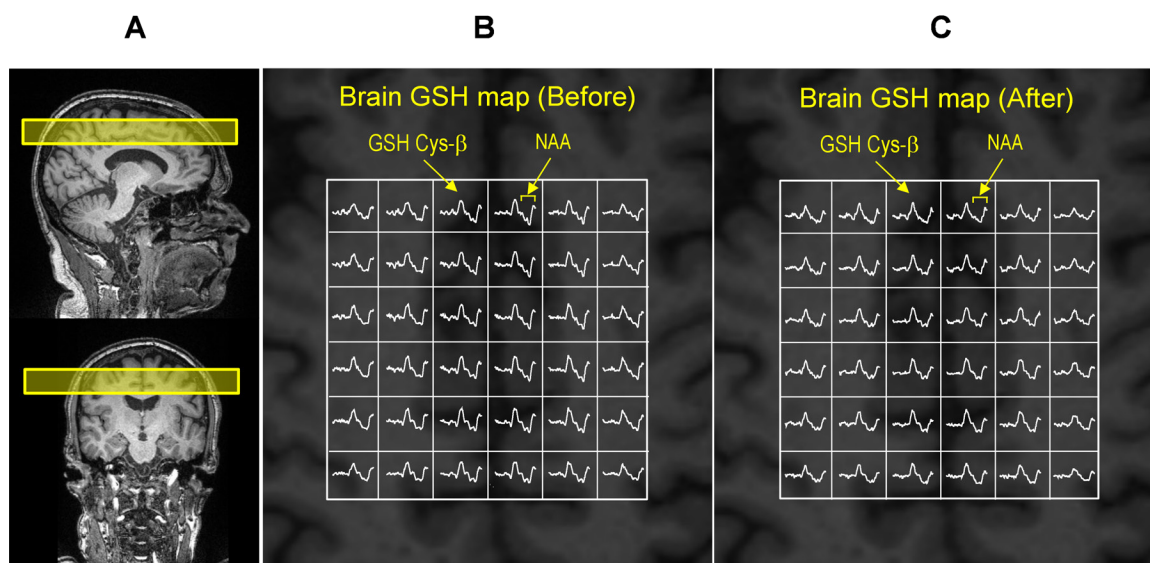 A
B
C
Brain GSH map (Before)
GSH Cys-β
NAA
Brain GSH map (After)
GSH Cys-β
NAA